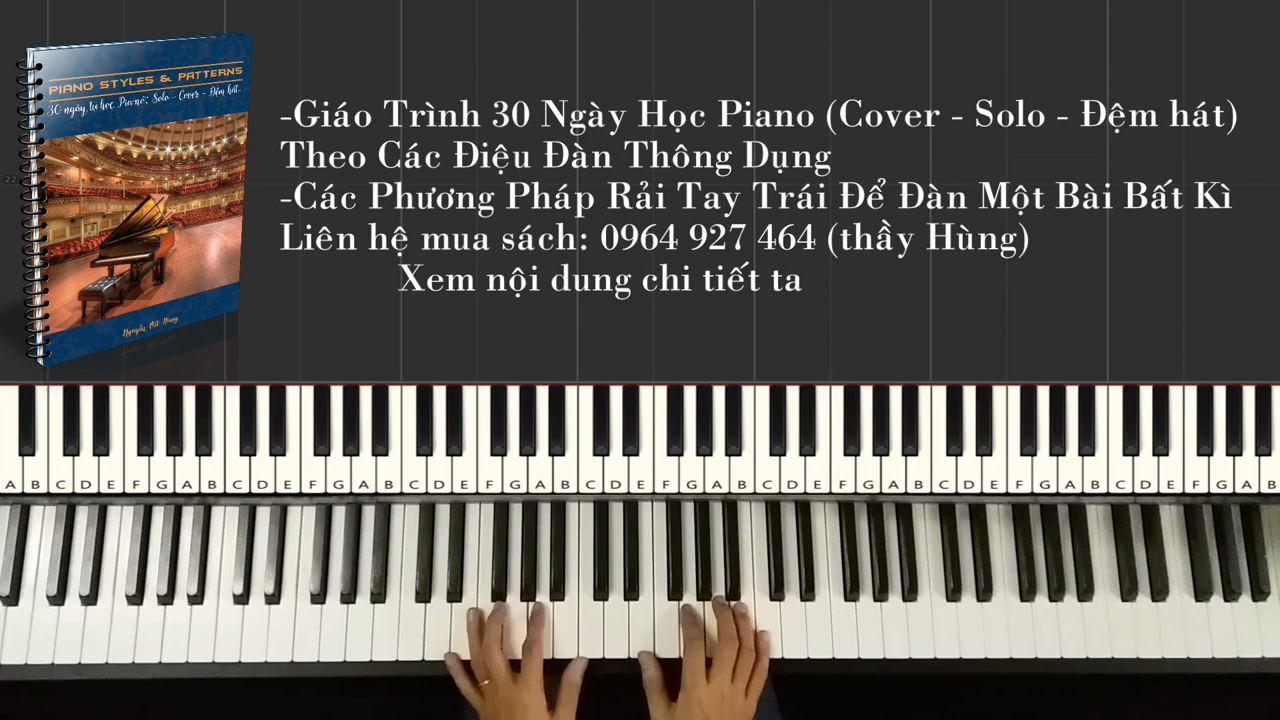 PIANO STYLES & PATTERNS
30 ngày tự học Piano: Solo - Cover - Đệm hát
-Giáo Trình 30 Ngày Học Piano (Cover - Solo - Đệm hát)
Theo Các Điệu Đàn Thông Dụng
-Các Phương Pháp Rải Tay Trái Để Đàn Một Bài Bất Kì
Liên hệ mua sách: 0964 927 464 (thầy Hùng)
Xem nội dung chi tiết ta
22
A B C D E F G A B C D E F G A B C D E F G A B C D E F G A B C D E F G A B C D E F G A B C D E F G A B